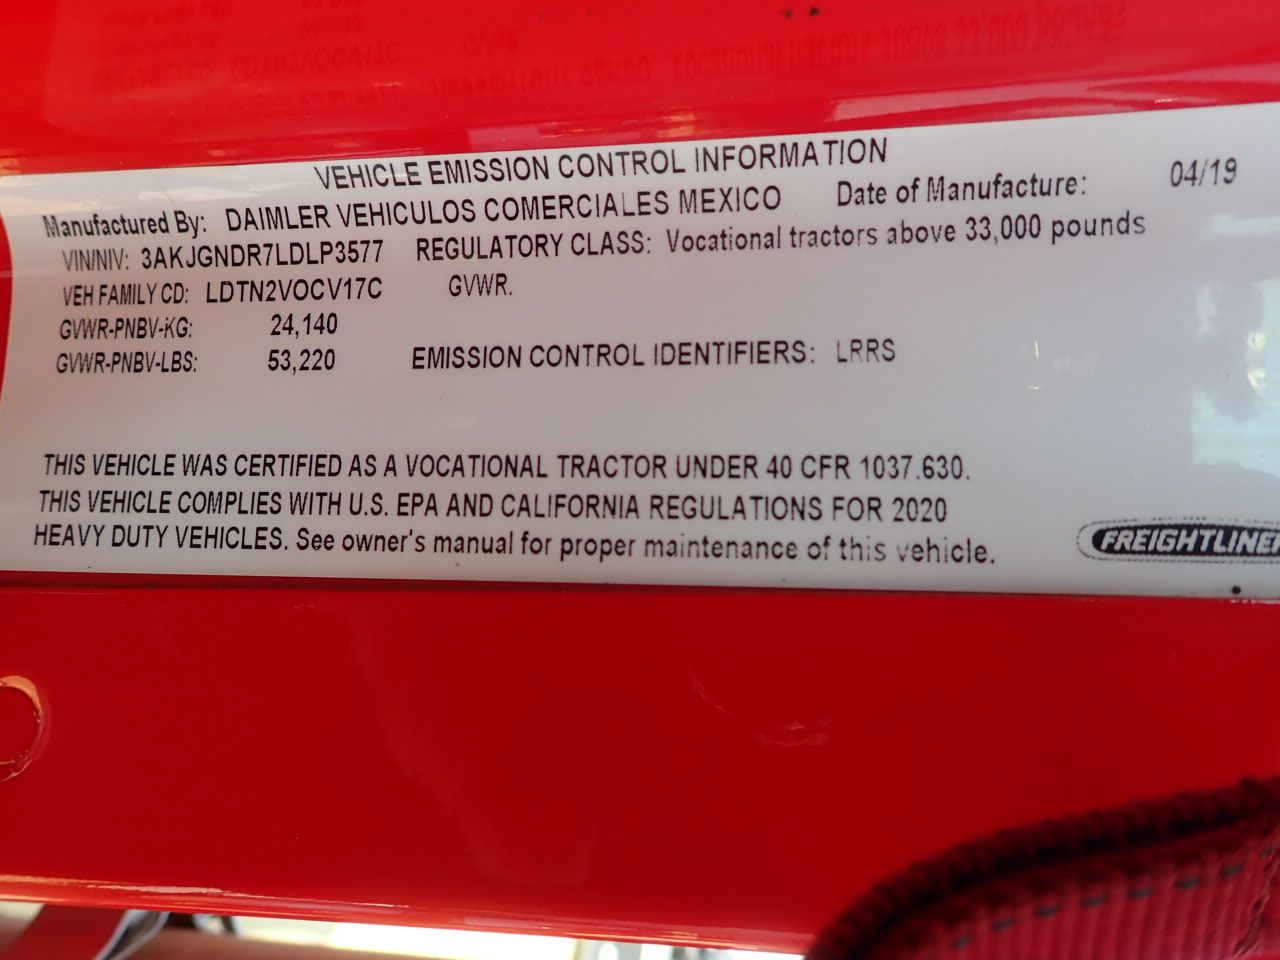 VEHICLE EMISSION CONTROL INFORMATION
Manufactured By: DAIMLER VEHICULOS COMERCIALES MEXICO Date of Manufacture: 04/19
VIN/NIV: 3AKJGNDR7LDLP3577 REGULATORY CLASS: Vocational tractors above 33,000 pounds
VEH FAMILY CD: LDTN2VOCV17C GVWR.
GVWR-PNBV-KG: 24,140
GVWR-PNBV-LBS: 53,220 EMISSION CONTROL IDENTIFIERS: LRRS
THIS VEHICLE WAS CERTIFIED AS A VOCATIONAL TRACTOR UNDER 40 CFR 1037.630.
THIS VEHICLE COMPLIES WITH U.S. EPA AND CALIFORNIA REGULATIONS FOR 2020
HEAVY DUTY VEHICLES. See owner's manual for proper maintenance of this vehicle.
FREIGHTLINER